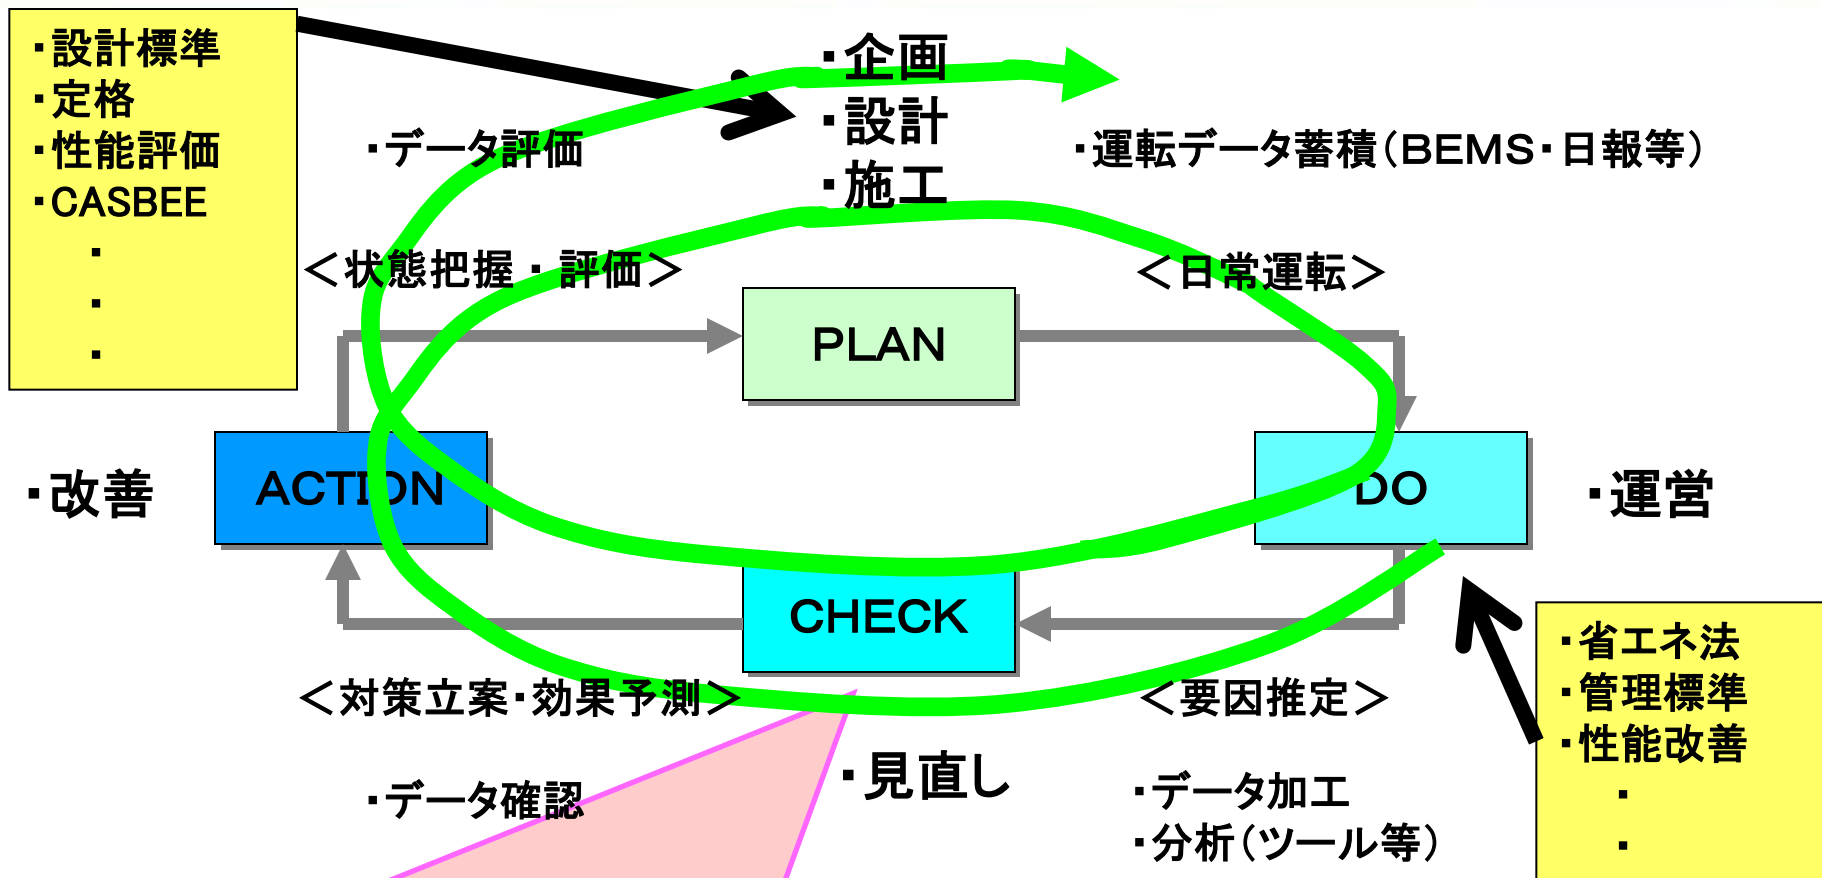 ・設計標準
・定格
・性能評価
・CASBEE
・
・
・
・企画
・設計
・施工
・データ評価
・運転データ蓄積（BEMS・日報等）
＜状態把握・評価＞
＜日常運転＞
PLAN
・改善
ACTION
DO
・運営
CHECK
＜対策立案・効果予測＞
＜要因推定＞
・見直し
・データ確認
・データ加工
・分析（ツール等）
・省エネ法
・管理標準
・性能改善
・
・